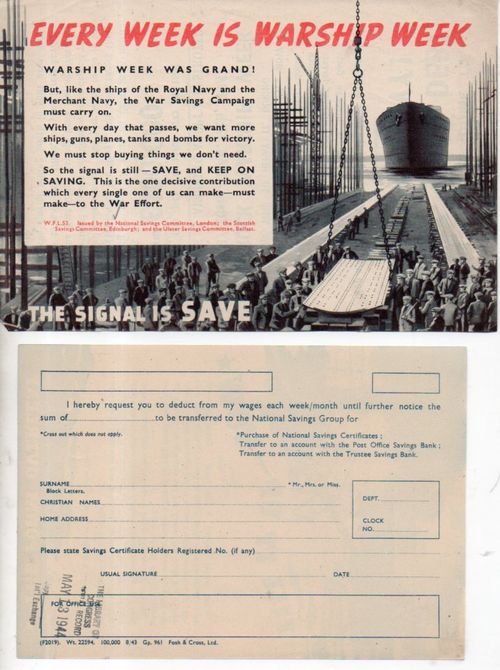 EVERY WEEK IS WARSHIP WEEK
WARSHIP WEEK WAS GRAND!
But, like the ships of the Royal Navy and the
Merchant Navy, the War Savings Campaign
must carry on.
With every day that passes, we want more
ships, guns, planes, tanks and bombs for victory.
We must stop buying things we don't need.
So the signal is still — SAVE, and KEEP ON
SAVING. This is the one decisive contribution
which every single one of us can make—must
make—to the War Effort.
W.F.L.57. Issued by the National Savings Committee, London; the Scottish
Savings Committee, Edinburgh; and the Ulster Savings Committee, Belfast.
THE SIGNAL IS SAVE
I hereby request you to deduct from my wages each week/month until further notice the
sum of to be transferred to the National Savings Group for
*Cross out which does not apply.
*Purchase of National Savings Certificates;
Transfer to an account with the Post Office Savings Bank;
Transfer to an account with the Trustee Savings Bank.
SURNAME *Mr., Mrs. or Miss.
Block Letters.
CHRISTIAN NAMES
HOME ADDRESS
DEPT.
CLOCK
NO.
Please state Savings Certificate Holders Registered No. (if any)
USUAL SIGNATURE DATE
FOR OFFICE USE
THE LIBRARY OF
CONGRESS
RECORD
MAY 13 1944
Int'l Exchange
(F2019). Wt. 22594. 100,000 8/43 Gp. 961 Fosh & Cross, Ltd.